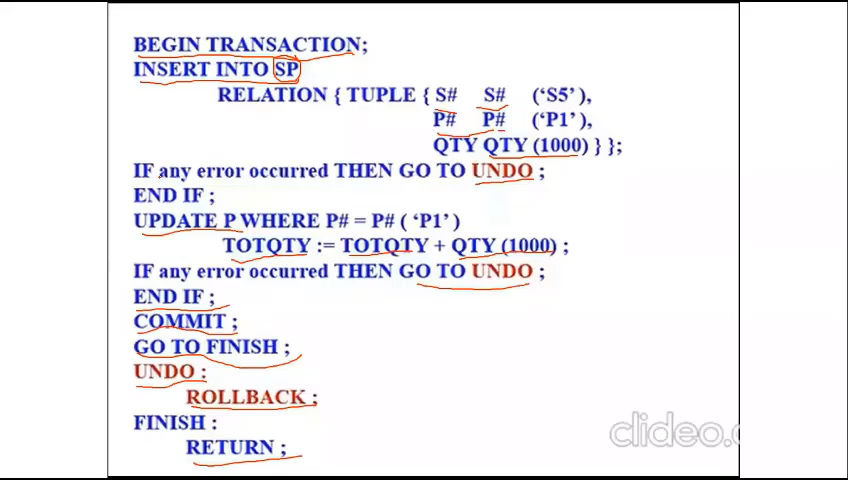 BEGIN TRANSACTION;
INSERT INTO SP
RELATION { TUPLE { S# S# (‘S5’ ),
P# P# (‘P1’ ),
QTY QTY (1000) } };
IF any error occurred THEN GO TO UNDO ;
END IF ;
UPDATE P WHERE P# = P# ( ‘P1’ )
TOTQTY := TOTQTY + QTY (1000) ;
IF any error occurred THEN GO TO UNDO ;
END IF ;
COMMIT ;
GO TO FINISH ;
UNDO :
ROLLBACK ;
FINISH :
RETURN ;
clideo.c